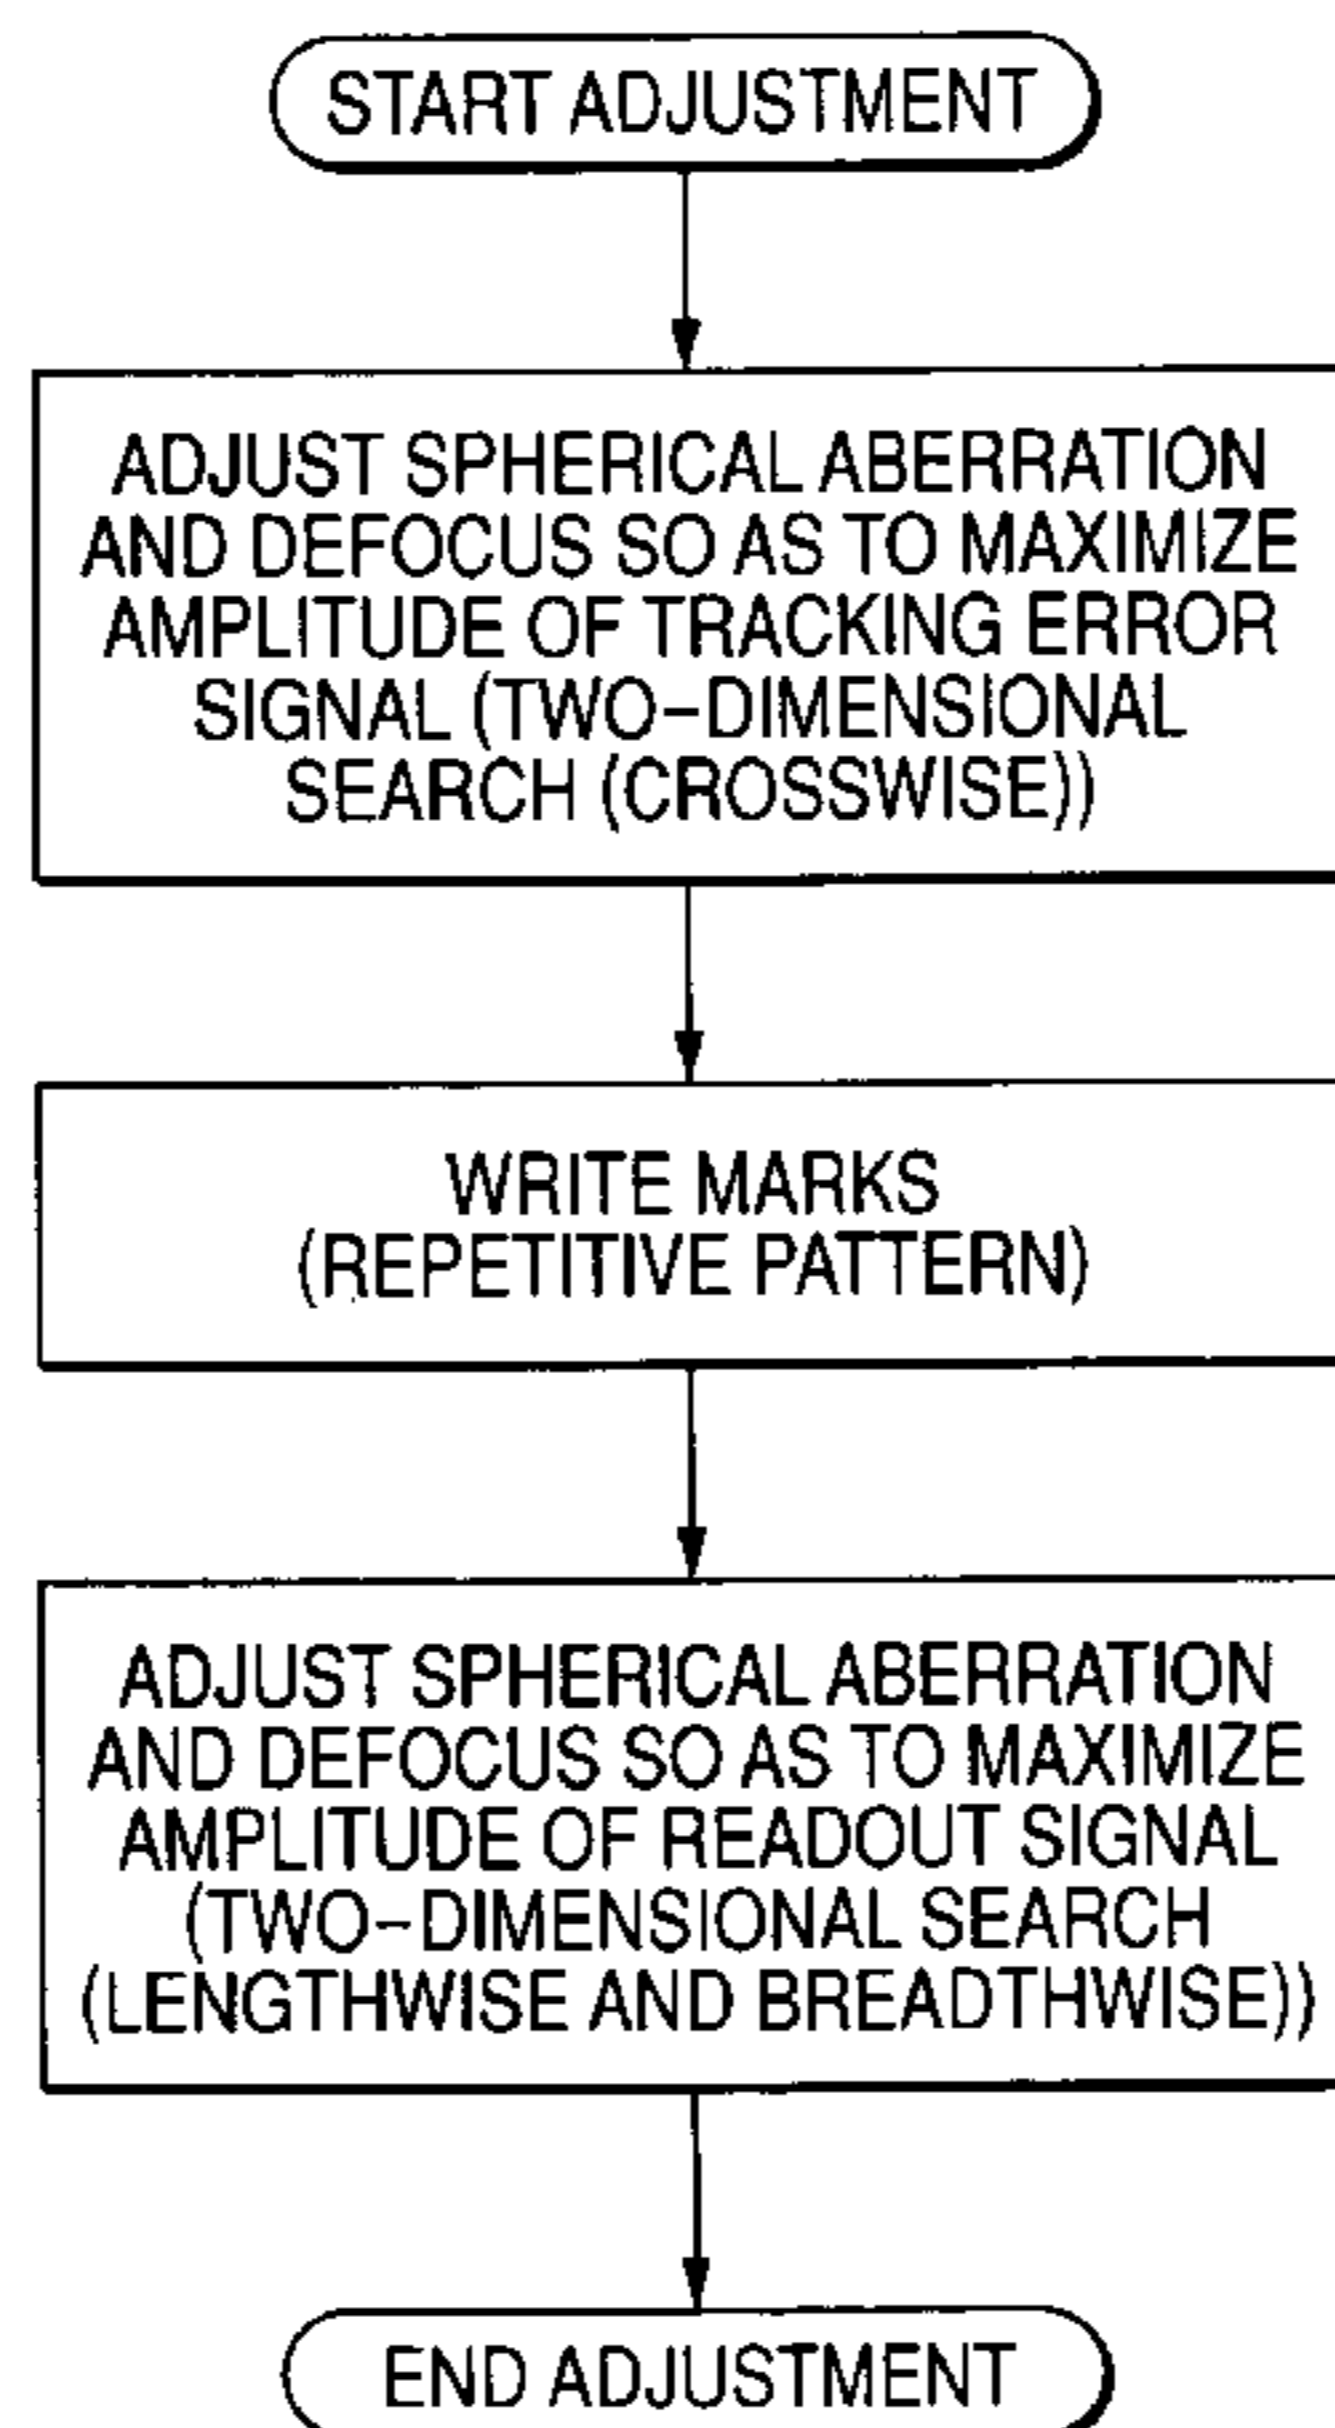 START ADJUSTMENT
ADJUST SPHERICAL ABERRATION
AND DEFOCUS SO AS TO MAXIMIZE
AMPLITUDE OF TRACKING ERROR
SIGNAL (TWO-DIMENSIONAL
SEARCH (CROSSWISE))
WRITE MARKS
(REPETITIVE PATTERN)
ADJUST SPHERICAL ABERRATION
AND DEFOCUS SO AS TO MAXIMIZE
AMPLITUDE OF READOUT SIGNAL
(TWO-DIMENSIONAL SEARCH
(LENGTHWISE AND BREADTHWISE))
END ADJUSTMENT